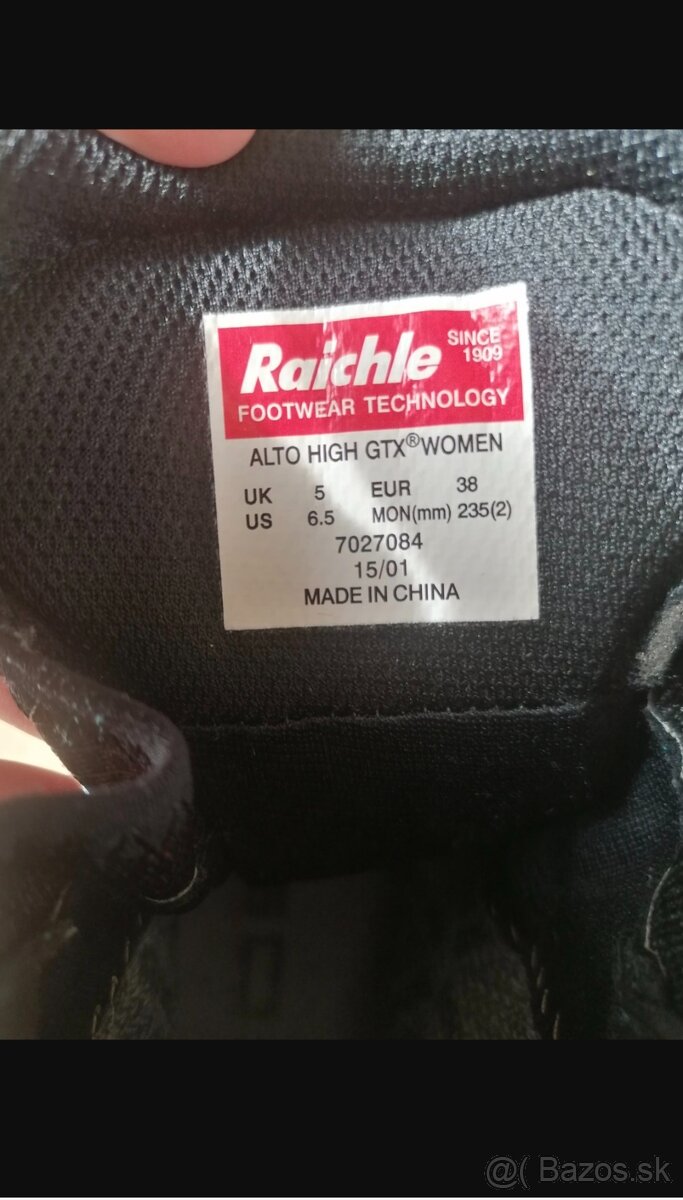 Raichle SINCE 1909
FOOTWEAR TECHNOLOGY
ALTO HIGH GTX®WOMEN
UK 5 EUR 38
US 6.5 MON(mm) 235(2)
7027084
15/01
MADE IN CHINA
@( Bazos.sk